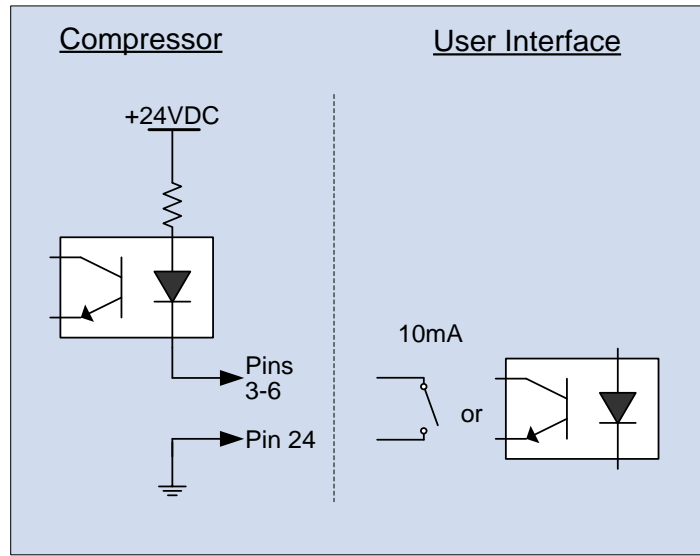 Compressor
User Interface
+24VDC
10mA
Pins
3-6
or
Pin 24